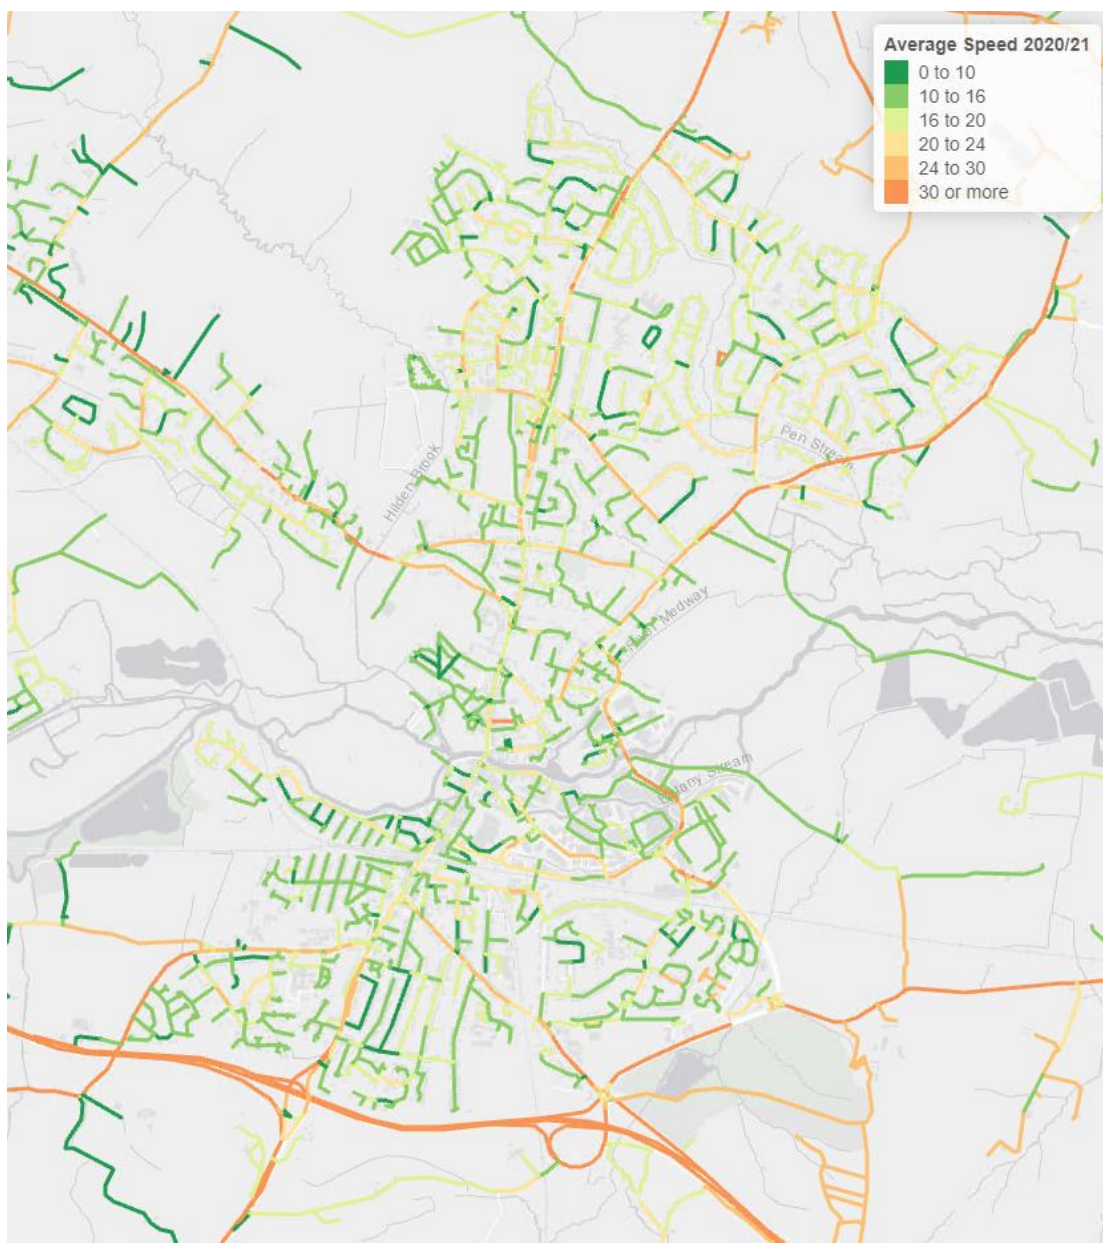 Average Speed 2020/21
0 to 10
10 to 16
16 to 20
20 to 24
24 to 30
30 or more
Pen Stream
Hilden Brook
Medway
Botany Stream